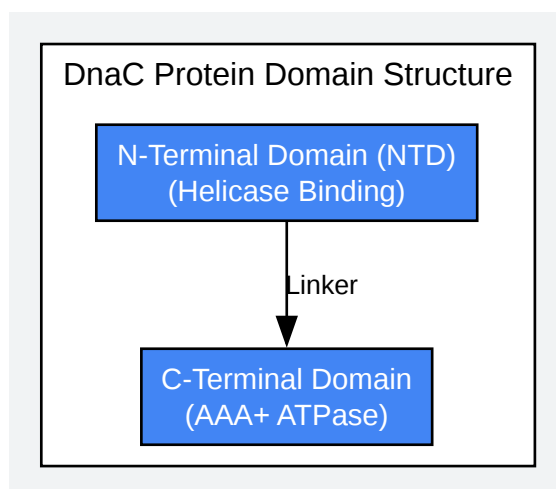 DnaC Protein Domain Structure
N-Terminal Domain (NTD)
(Helicase Binding)
Linker
C-Terminal Domain
(AAA+ ATPase)